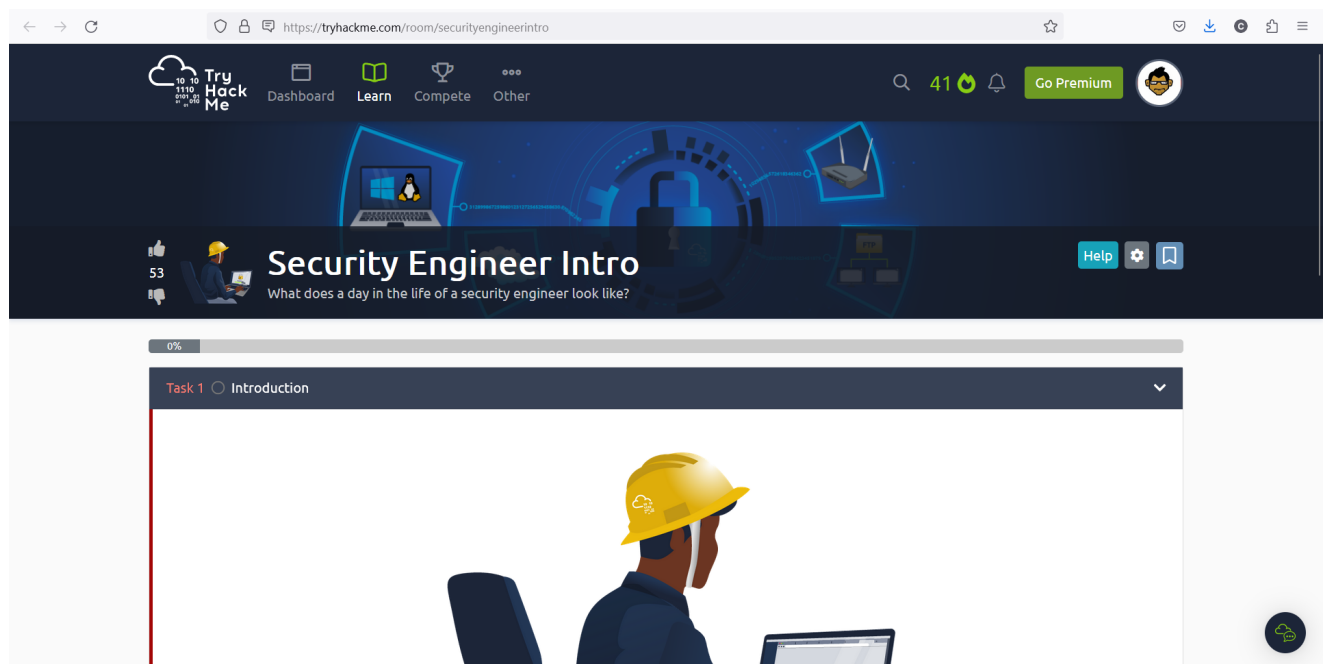 https://tryhackme.com/room/securityengineerintro
Try
Hack
Me
Dashboard
Learn
Compete
Other
41
Go Premium
FTP
53
Security Engineer Intro
What does a day in the life of a security engineer look like?
Help
0%
Task 1 Introduction